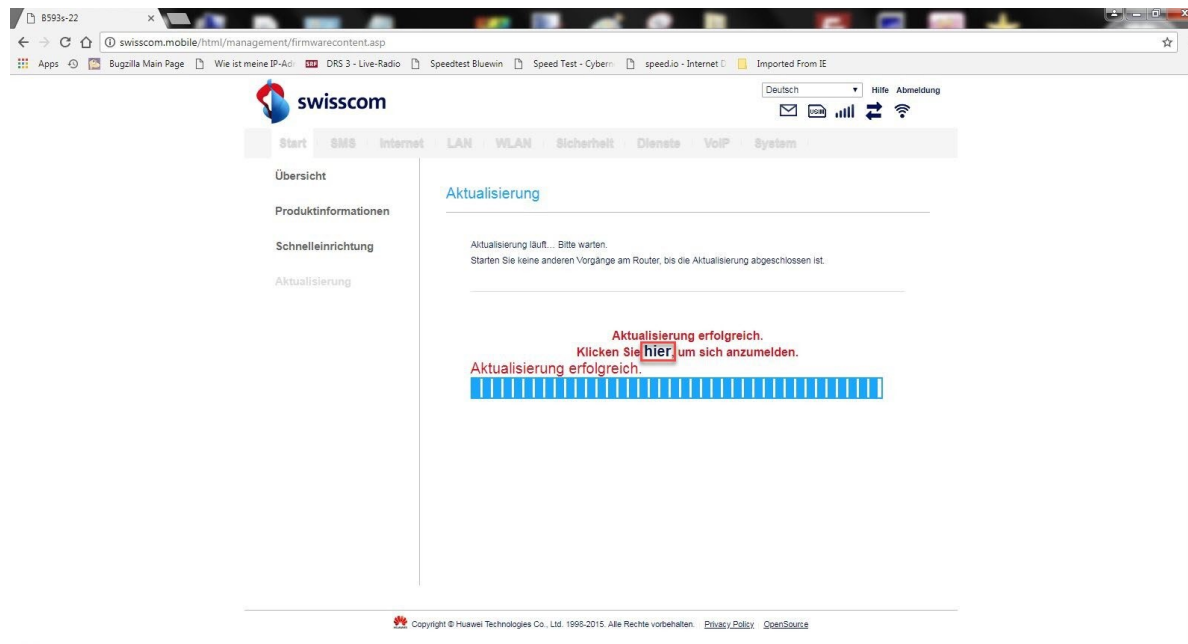 B593s-22
swisscom.mobile/html/management/firmwarecontent.asp
Apps Bugzilla Main Page Wie ist meine IP-Ad DRS 3 - Live-Radio Speedtest Bluewin Speed Test - Cybern speed.io - Internet Imported From IE
swisscom
Deutsch Hilfe Abmeldung
USIM
Start SMS Internet LAN WLAN Sicherheit Dienste VoIP System
Übersicht
Produktinformationen
Schnelleinrichtung
Aktualisierung
Aktualisierung
Aktualisierung läuft... Bitte warten.
Starten Sie keine anderen Vorgänge am Router, bis die Aktualisierung abgeschlossen ist.
Aktualisierung erfolgreich.
Klicken Sie hier, um sich anzumelden.
Aktualisierung erfolgreich.
HUAWEI Copyright © Huawei Technologies Co., Ltd. 1998-2015. Alle Rechte vorbehalten. Privacy Policy OpenSource